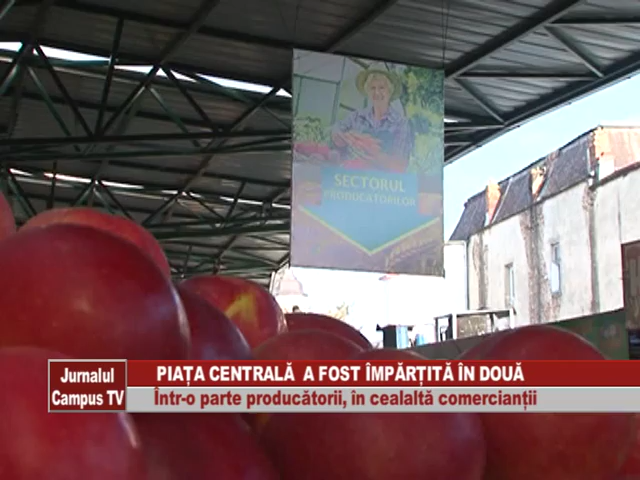 SECTORUL
PRODUCĂTORILOR
Jurnalul
Campus TV
PIAȚA CENTRALĂ A FOST ÎMPĂRȚITĂ ÎN DOUĂ
Într-o parte producătorii, în cealaltă comercianții